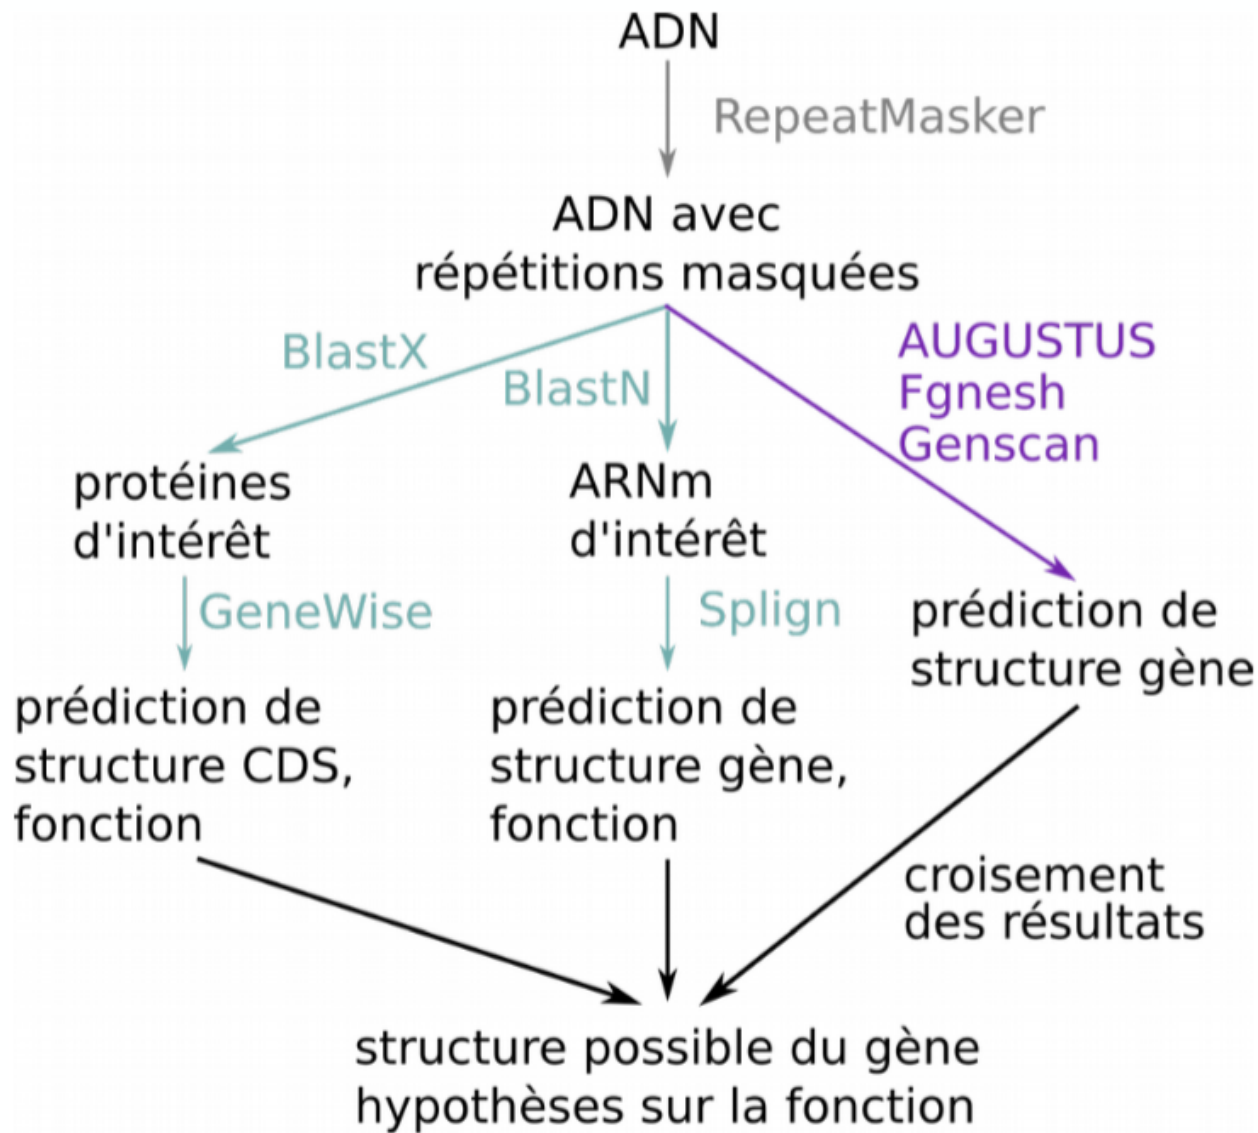 ADN
RepeatMasker
ADN avec
répétitions masquées
BlastX
BlastN
AUGUSTUS
Fgnesh
Genscan
protéines
d'intérêt
ARNm
d'intérêt
GeneWise
Splign
prédiction de
structure gène
prédiction de
structure CDS,
fonction
prédiction de
structure gène,
fonction
croisement
des résultats
structure possible du gène
hypothèses sur la fonction